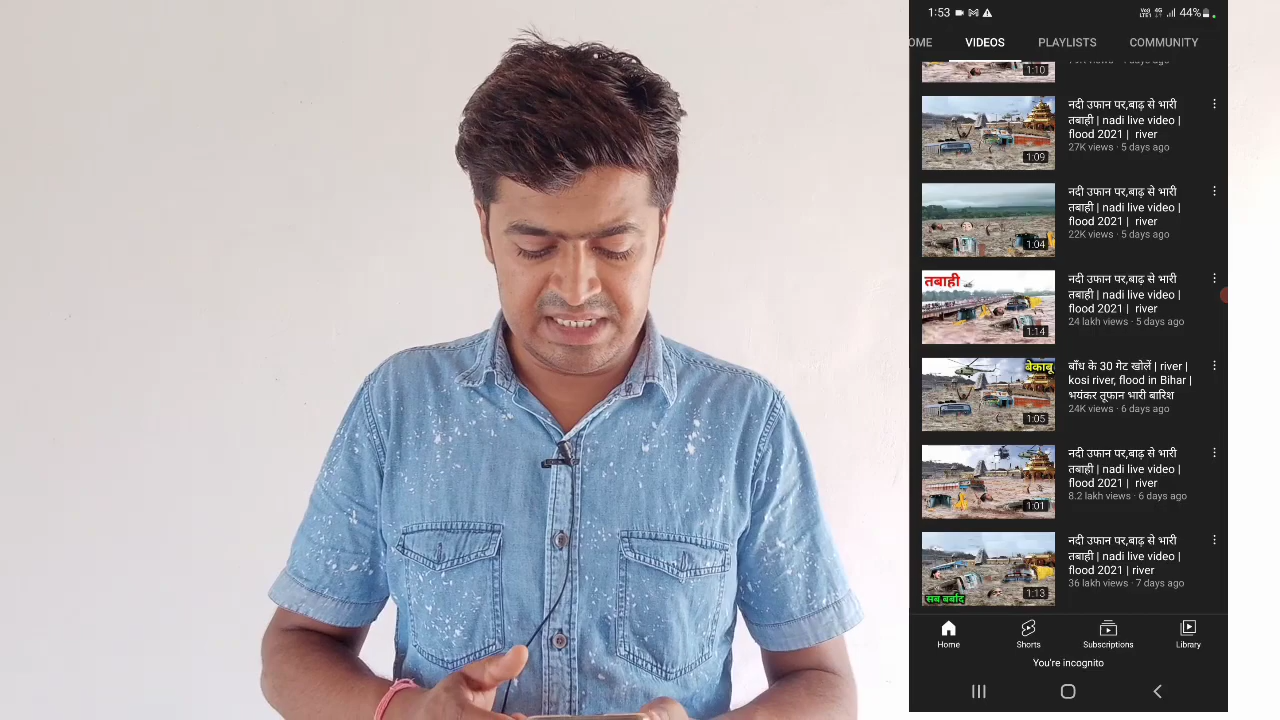 1:53
44%
OME VIDEOS PLAYLISTS COMMUNITY
1:10
नदी उफान पर,बाढ़ से भारी
तबाही | nadi live video |
flood 2021 | river
27K views · 5 days ago
1:09
नदी उफान पर,बाढ़ से भारी
तबाही | nadi live video |
flood 2021 | river
22K views · 5 days ago
1:04
तबाही
नदी उफान पर,बाढ़ से भारी
तबाही | nadi live video |
flood 2021 | river
24 lakh views · 5 days ago
1:14
बेकाबू
बाँध के 30 गेट खोलें | river |
kosi river, flood in Bihar |
भयंकर तूफान भारी बारिश
24K views · 6 days ago
1:05
नदी उफान पर,बाढ़ से भारी
तबाही | nadi live video |
flood 2021 | river
8.2 lakh views · 6 days ago
1:01
नदी उफान पर,बाढ़ से भारी
तबाही | nadi live video |
flood 2021 | river
36 lakh views · 7 days ago
1:13
सब बर्बाद
Home Shorts Subscriptions Library
You're incognito